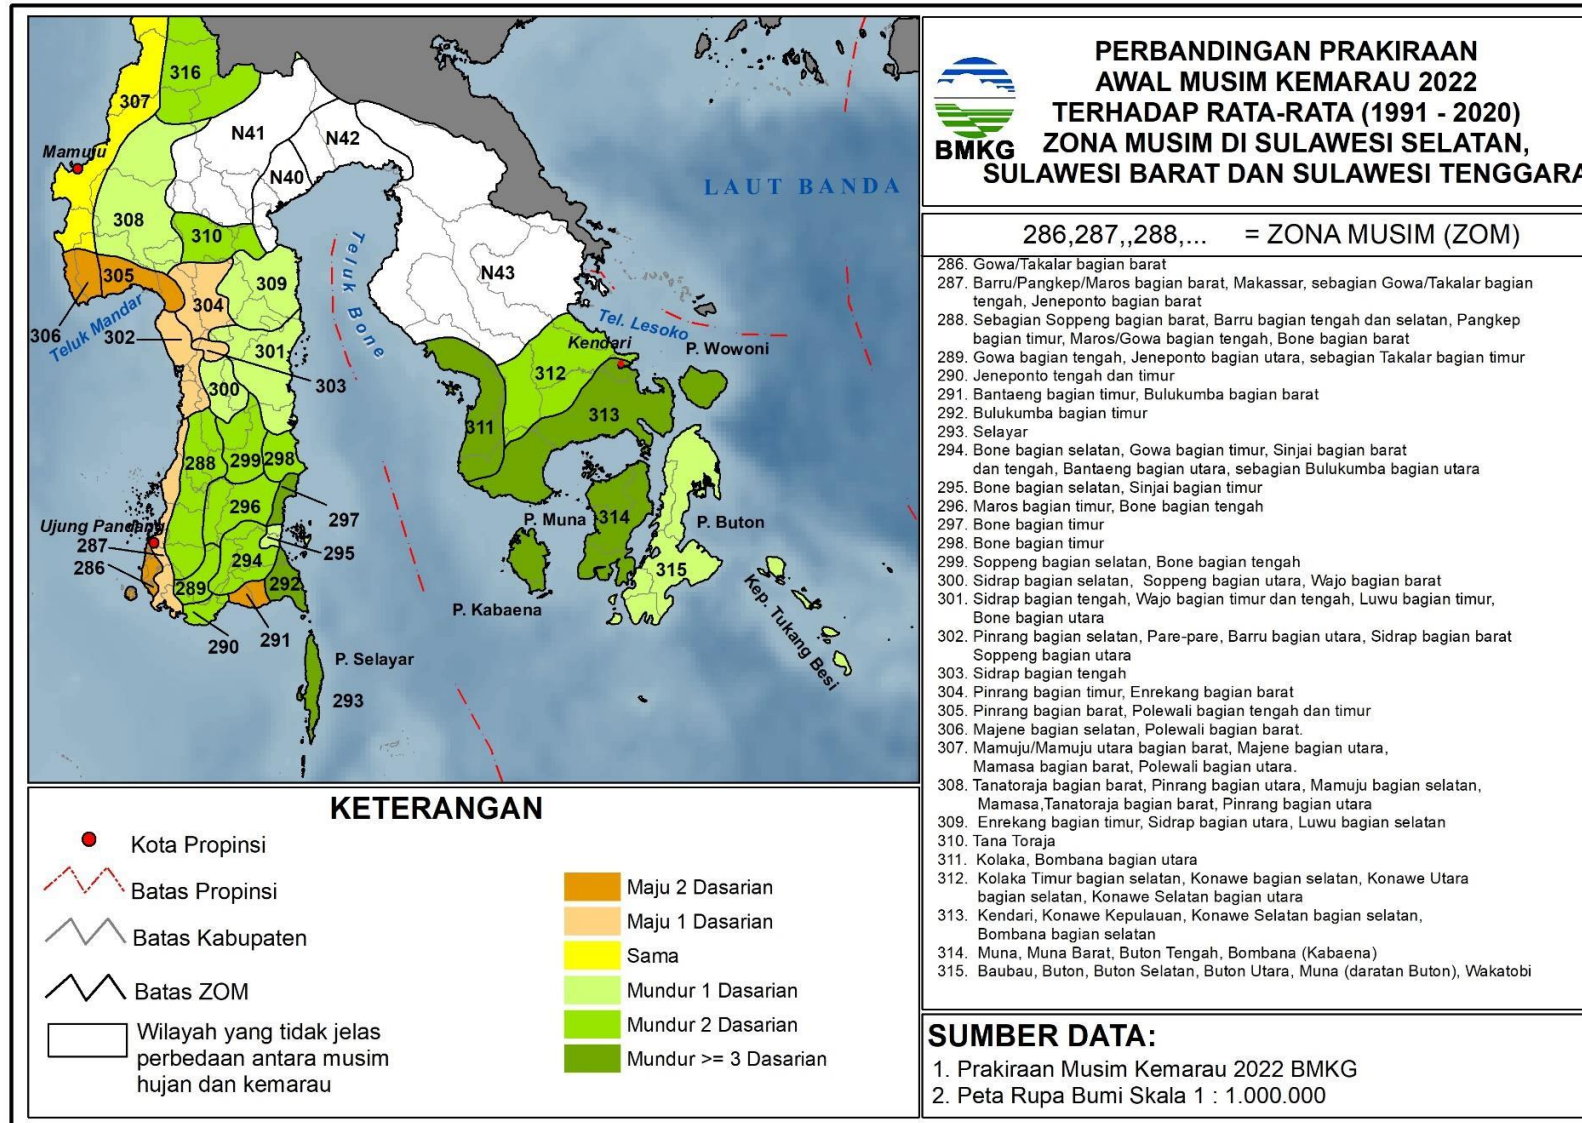 316
307
N41
N42
Mamuju
N40
308
310
LAUT BANDA
Teluk Bone
305
309
304
N43
306
Teluk Mandar
302
301
Tel. Lesoko
Kendari
P. Wowoni
303
300
312
311
313
288
299
298
296
297
Ujung Pandang
287
295
286
294
289
292
P. Muna
314
P. Buton
315
P. Kabaena
Kep. Tukang Besi
290
291
P. Selayar
293
KETERANGAN
Kota Propinsi
Batas Propinsi
Batas Kabupaten
Batas ZOM
Wilayah yang tidak jelas
perbedaan antara musim
hujan dan kemarau
Maju 2 Dasarian
Maju 1 Dasarian
Sama
Mundur 1 Dasarian
Mundur 2 Dasarian
Mundur >= 3 Dasarian
BMKG
PERBANDINGAN PRAKIRAAN
AWAL MUSIM KEMARAU 2022
TERHADAP RATA-RATA (1991 - 2020)
ZONA MUSIM DI SULAWESI SELATAN,
SULAWESI BARAT DAN SULAWESI TENGGARA
286,287,,288,... = ZONA MUSIM (ZOM)
286. Gowa/Takalar bagian barat
287. Barru/Pangkep/Maros bagian barat, Makassar, sebagian Gowa/Takalar bagian
tengah, Jeneponto bagian barat
288. Sebagian Soppeng bagian barat, Barru bagian tengah dan selatan, Pangkep
bagian timur, Maros/Gowa bagian tengah, Bone bagian barat
289. Gowa bagian tengah, Jeneponto bagian utara, sebagian Takalar bagian timur
290. Jeneponto tengah dan timur
291. Bantaeng bagian timur, Bulukumba bagian barat
292. Bulukumba bagian timur
293. Selayar
294. Bone bagian selatan, Gowa bagian timur, Sinjai bagian barat
dan tengah, Bantaeng bagian utara, sebagian Bulukumba bagian utara
295. Bone bagian selatan, Sinjai bagian timur
296. Maros bagian timur, Bone bagian tengah
297. Bone bagian timur
298. Bone bagian timur
299. Soppeng bagian selatan, Bone bagian tengah
300. Sidrap bagian selatan, Soppeng bagian utara, Wajo bagian barat
301. Sidrap bagian tengah, Wajo bagian timur dan tengah, Luwu bagian timur,
Bone bagian utara
302. Pinrang bagian selatan, Pare-pare, Barru bagian utara, Sidrap bagian barat
Soppeng bagian utara
303. Sidrap bagian tengah
304. Pinrang bagian timur, Enrekang bagian barat
305. Pinrang bagian barat, Polewali bagian tengah dan timur
306. Majene bagian selatan, Polewali bagian barat.
307. Mamuju/Mamuju utara bagian barat, Majene bagian utara,
Mamasa bagian barat, Polewali bagian utara.
308. Tanatoraja bagian barat, Pinrang bagian utara, Mamuju bagian selatan,
Mamasa,Tanatoraja bagian barat, Pinrang bagian utara
309. Enrekang bagian timur, Sidrap bagian utara, Luwu bagian selatan
310. Tana Toraja
311. Kolaka, Bombana bagian utara
312. Kolaka Timur bagian selatan, Konawe bagian selatan, Konawe Utara
bagian selatan, Konawe Selatan bagian utara
313. Kendari, Konawe Kepulauan, Konawe Selatan bagian selatan,
Bombana bagian selatan
314. Muna, Muna Barat, Buton Tengah, Bombana (Kabaena)
315. Baubau, Buton, Buton Selatan, Buton Utara, Muna (daratan Buton), Wakatobi
SUMBER DATA:
1. Prakiraan Musim Kemarau 2022 BMKG
2. Peta Rupa Bumi Skala 1 : 1.000.000